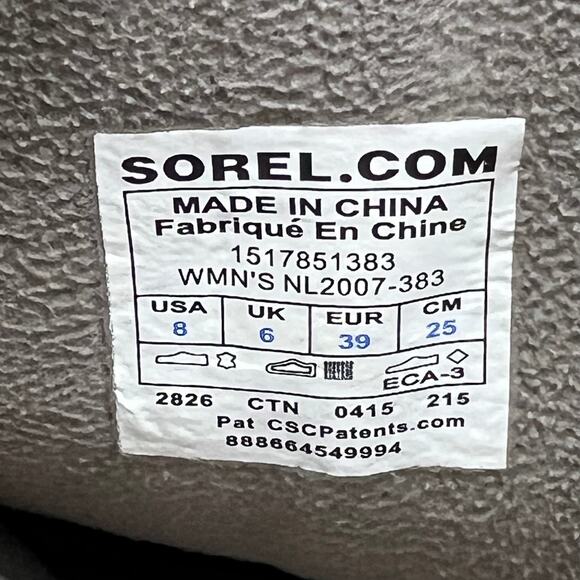 SOREL.COM
MADE IN CHINA
Fabriqué En Chine
1517851383
WMN'S NL2007-383
USA UK EUR CM
8 6 39 25
ECA-3
2826 CTN 0415 215
Pat CSCPatents.com
888664549994